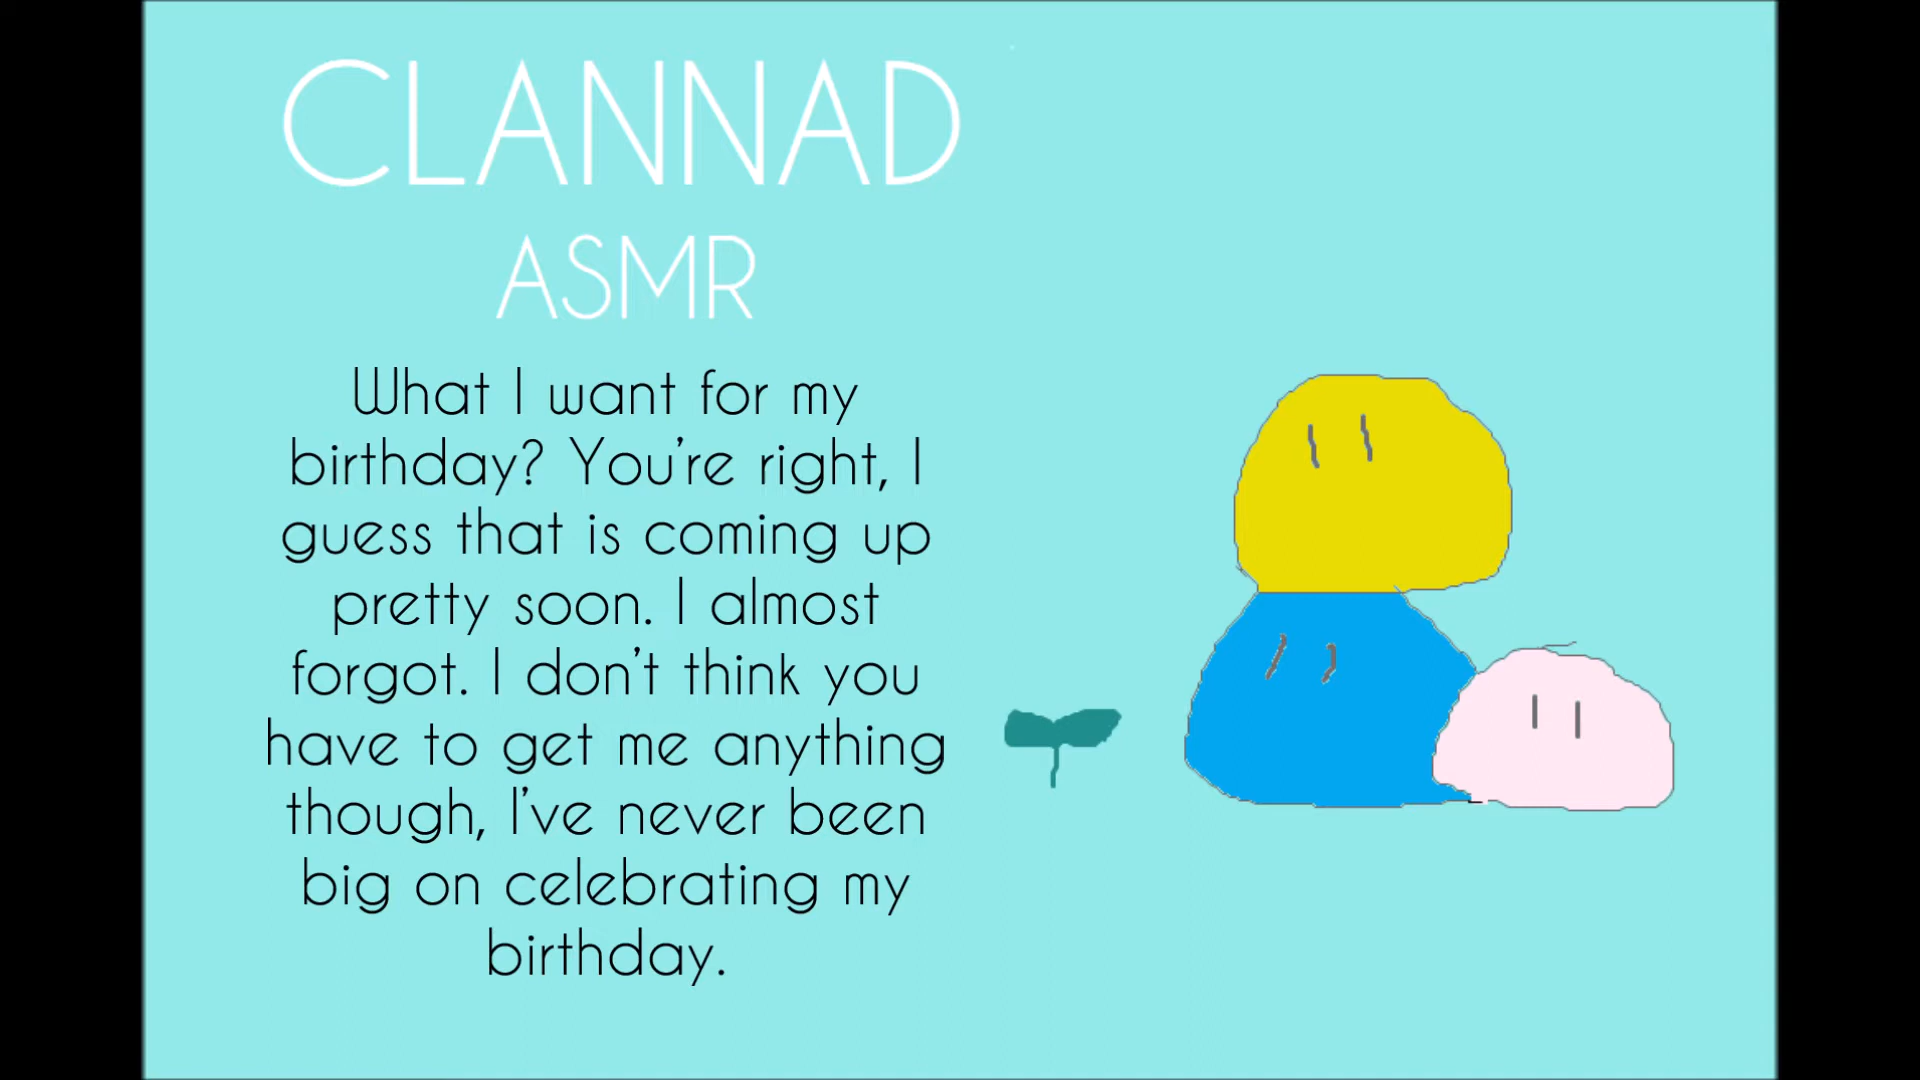 CLANNAD
ASMR
What I want for my
birthday? You're right, I
guess that is coming up
pretty soon. I almost
forgot. I don't think you
have to get me anything
though, I've never been
big on celebrating my
birthday.